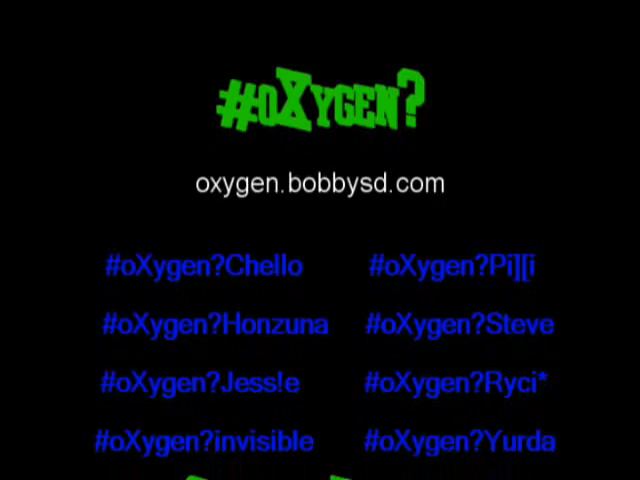 #oXYGEN?
oxygen.bobbysd.com
#oXygen?Chello #oXygen?Pi][i
#oXygen?Honzuna #oXygen?Steve
#oXygen?Jess!e #oXygen?Ryci*
#oXygen?invisible #oXygen?Yurda